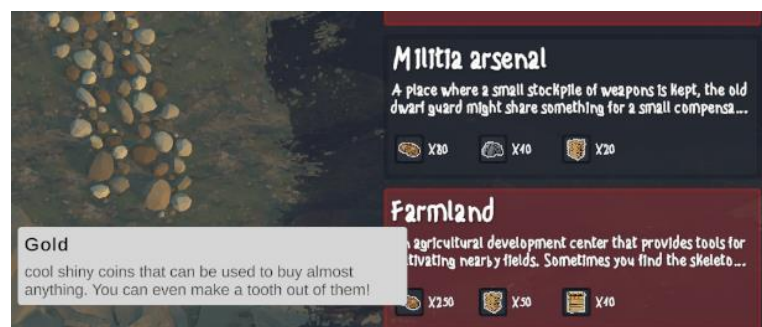 Militia arsenal
A place where a small stockpile of weapons is kept, the old
dwarf guard might share something for a small compensa...
X80 X10 X20
Farmland
agricultural development center that provides tools for
tivating nearby fields. Sometimes you find the skeleto...
X250 X50 X10
Gold
cool shiny coins that can be used to buy almost
anything. You can even make a tooth out of them!